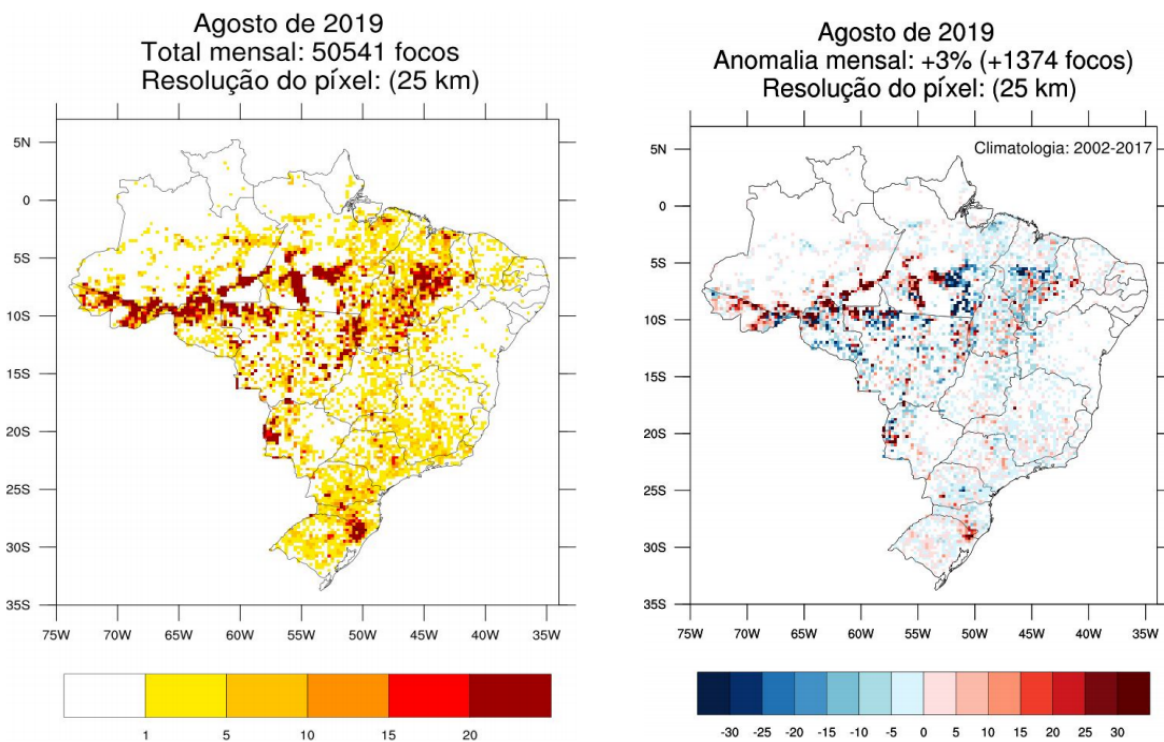 Agosto de 2019
Total mensal: 50541 focos
Resolução do píxel: (25 km)
5N
0
5S
10S
15S
20S
25S
30S
35S
75W 70W 65W 60W 55W 50W 45W 40W 35W
1 5 10 15 20
Agosto de 2019
Anomalia mensal: +3% (+1374 focos)
Resolução do píxel: (25 km)
Climatologia: 2002-2017
5N
0
5S
10S
15S
20S
25S
30S
35S
75W 70W 65W 60W 55W 50W 45W 40W 35W
-30 -25 -20 -15 -10 -5 0 5 10 15 20 25 30